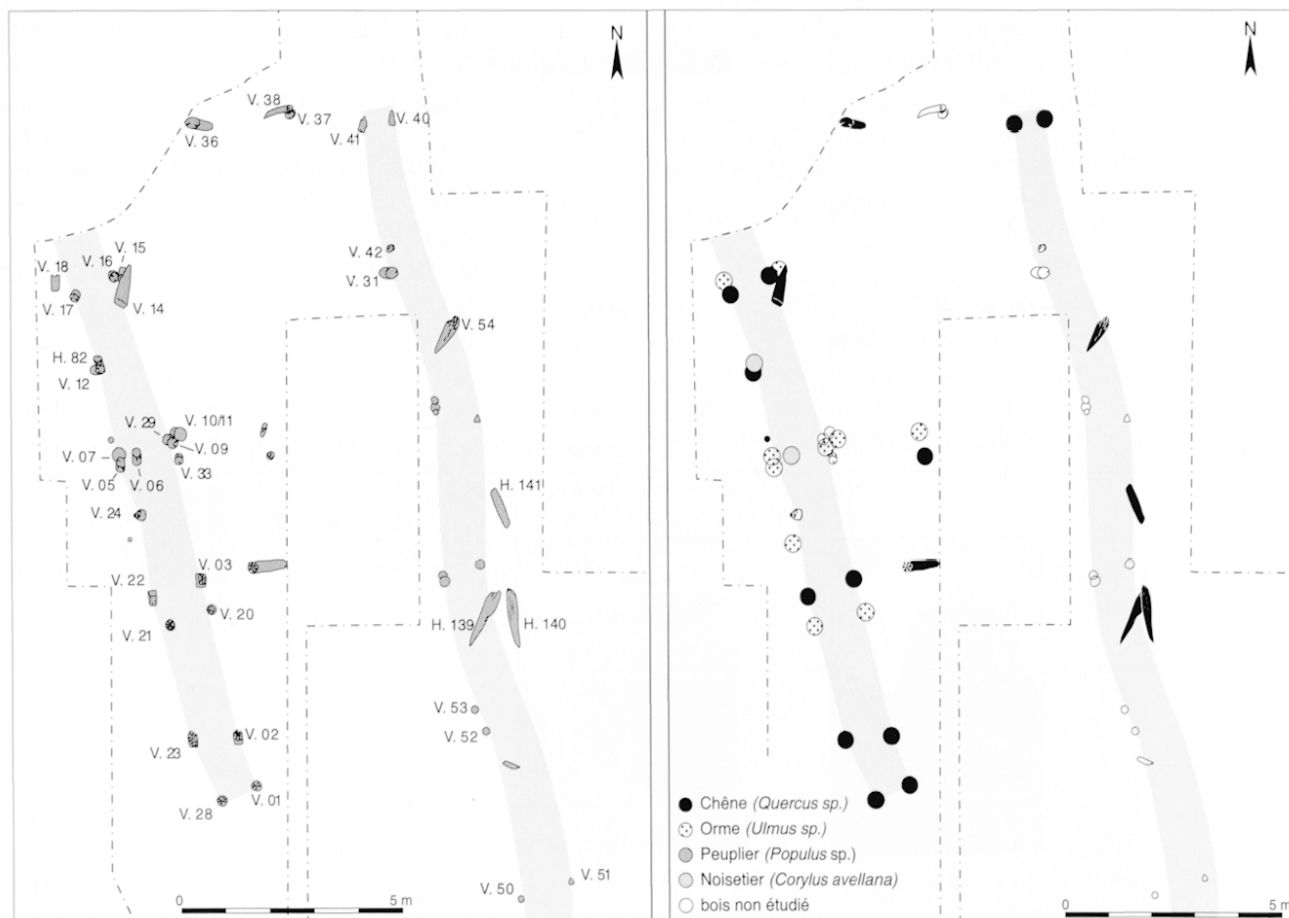 N
V. 38
V. 37
V. 36
V. 41
V. 40
V. 15
V. 16
V. 18
V. 17
V. 14
V. 42
V. 31
V. 54
H. 82
V. 12
V. 29
V. 10/11
V. 09
V. 07
V. 33
V. 05
V. 06
V. 24
H. 141
V. 03
V. 22
V. 20
V. 21
H. 139
H. 140
V. 53
V. 52
V. 23
V. 02
V. 01
V. 28
V. 51
V. 50
0
5 m
N
Chêne (Quercus sp.)
Orme (Ulmus sp.)
Peuplier (Populus sp.)
Noisetier (Corylus avellana)
bois non étudié
0
5 m